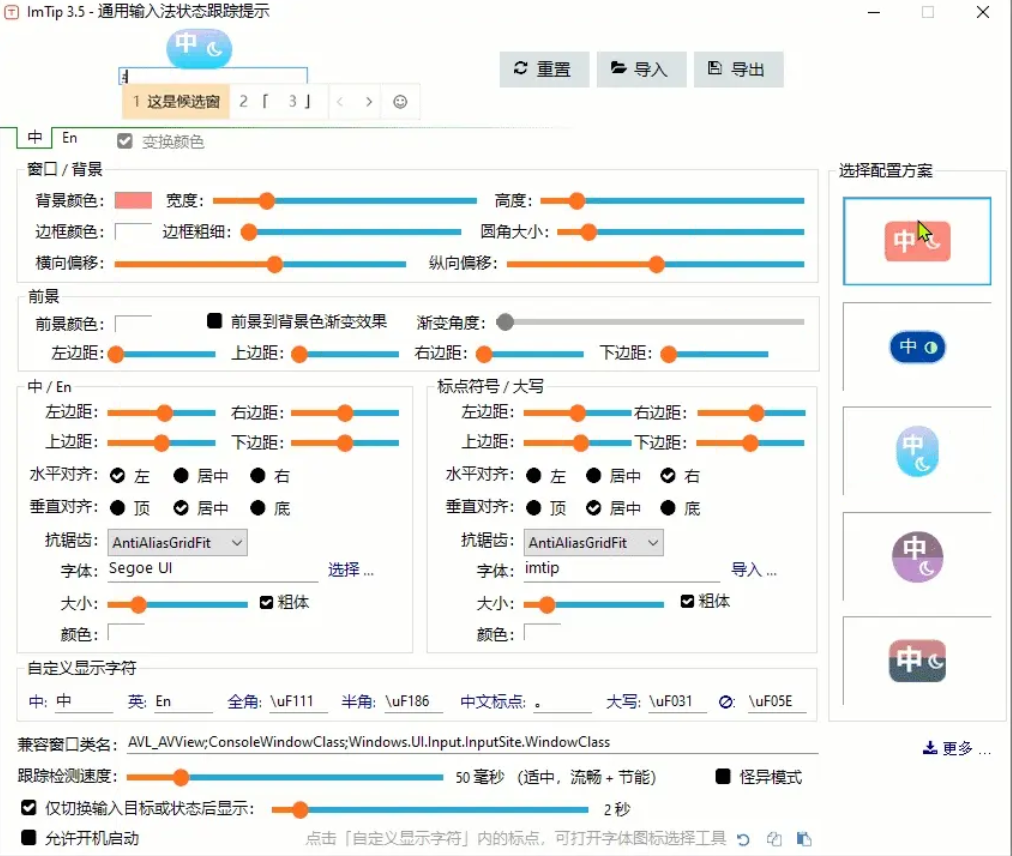 ImTip 3.5 - 通用输入法状态跟踪提示
中
重置 导入 导出
1 这是候选窗 2 「 3 」
中 En 变换颜色
窗口 / 背景
背景颜色： 宽度： 高度：
边框颜色： 边框粗细： 圆角大小：
横向偏移： 纵向偏移：
前景
前景颜色： 前景到背景色渐变效果 渐变角度：
左边距： 上边距： 右边距： 下边距：
中 / En
左边距： 右边距：
上边距： 下边距：
水平对齐： 左 居中 右
垂直对齐： 顶 居中 底
抗锯齿： AntiAliasGridFit
字体： Segoe UI 选择 ...
大小： 粗体
颜色：
标点符号 / 大写
左边距： 右边距：
上边距： 下边距：
水平对齐： 左 居中 右
垂直对齐： 顶 居中 底
抗锯齿： AntiAliasGridFit
字体： imtip 导入 ...
大小： 粗体
颜色：
自定义显示字符
中： 中 英： En 全角： \uF111 半角： \uF186 中文标点： 。 大写： \uF031 \uF05E
选择配置方案
中
中
中
中
中
更多 ...
兼容窗口类名： AVL_AVView;ConsoleWindowClass;Windows.UI.Input.InputSite.WindowClass
跟踪检测速度： 50 毫秒 （适中，流畅 + 节能） 怪异模式
仅切换输入目标或状态后显示： 2 秒
允许开机启动 点击「自定义显示字符」内的标点，可打开字体图标选择工具